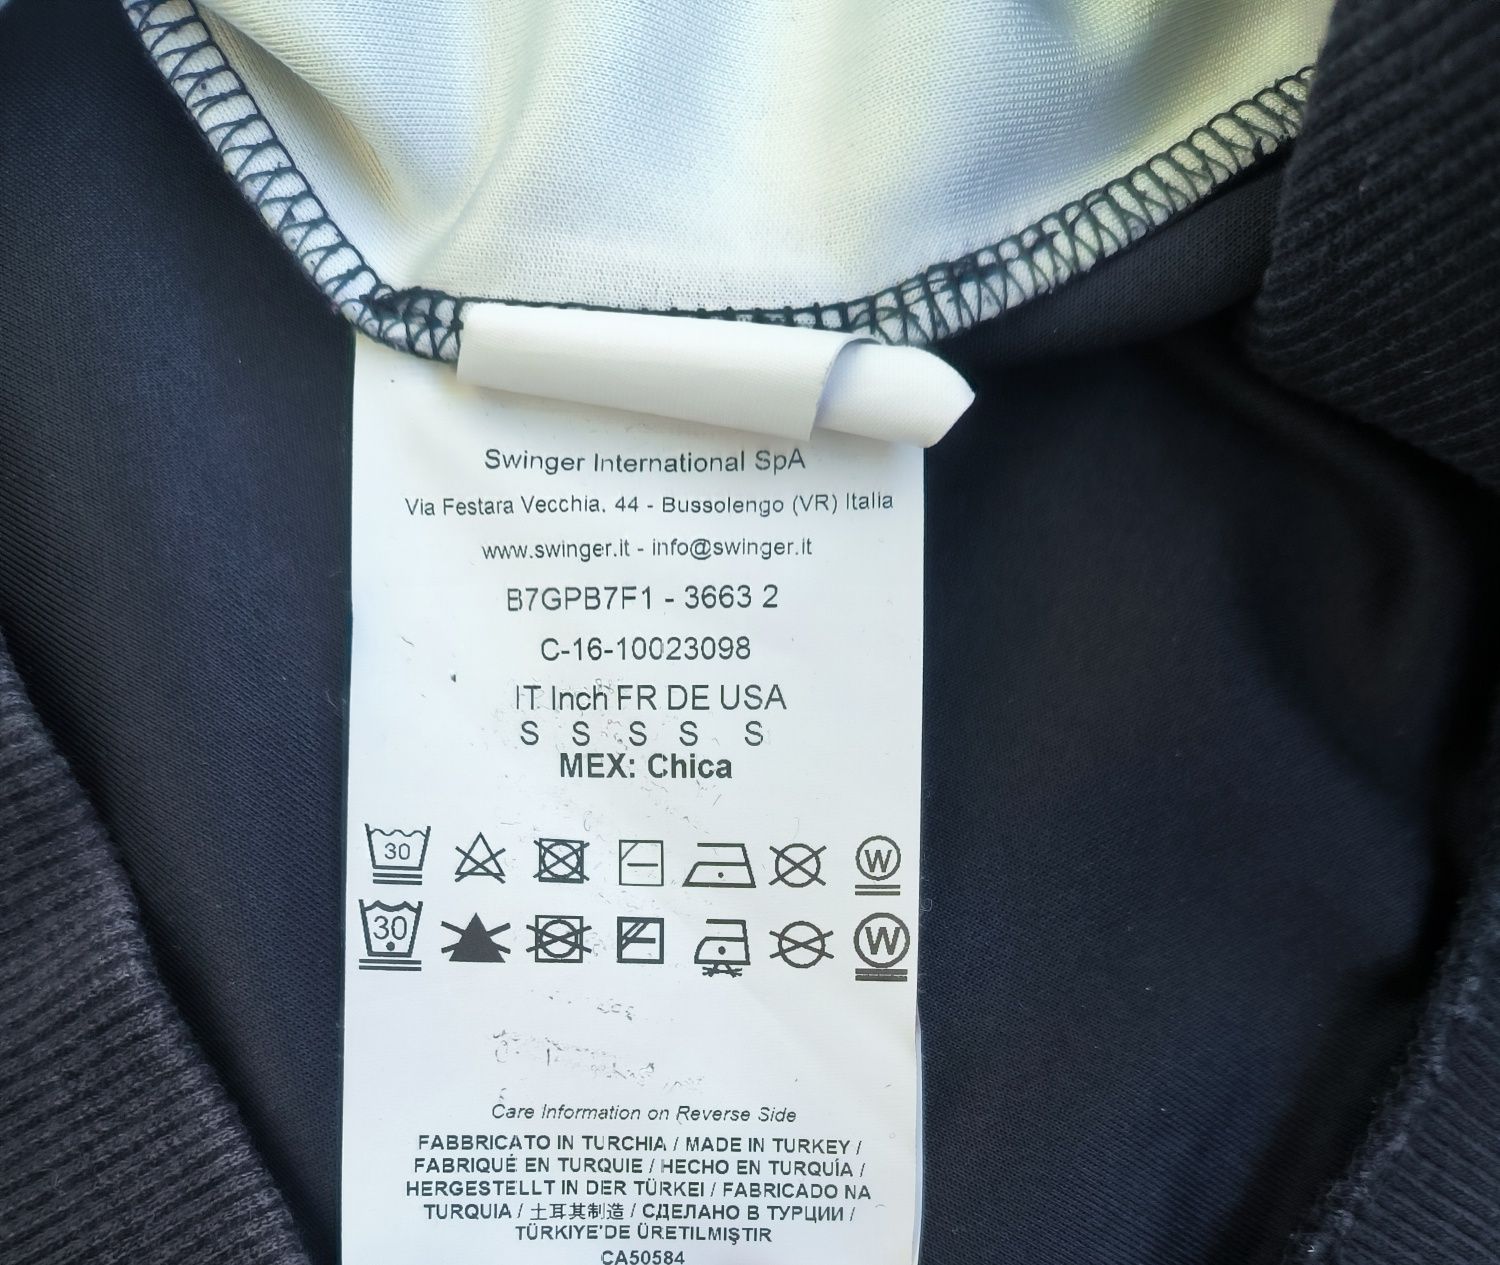 Swinger International SpA
Via Festara Vecchia, 44 - Bussolengo (VR) Italia
www.swinger.it - info@swinger.it
B7GPB7F1 - 3663 2
C-16-10023098
IT Inch FR DE USA
S S S S S
MEX: Chica
30 W
30 W
Care Information on Reverse Side
FABBRICATO IN TURCHIA / MADE IN TURKEY /
FABRIQUÉ EN TURQUIE / HECHO EN TURQUÍA /
HERGESTELLT IN DER TÜRKEI / FABRICADO NA
TURQUIA / 土耳其制造 / СДЕЛАНО В ТУРЦИИ /
TÜRKİYE'DE ÜRETILMIŞTIR
CA50584